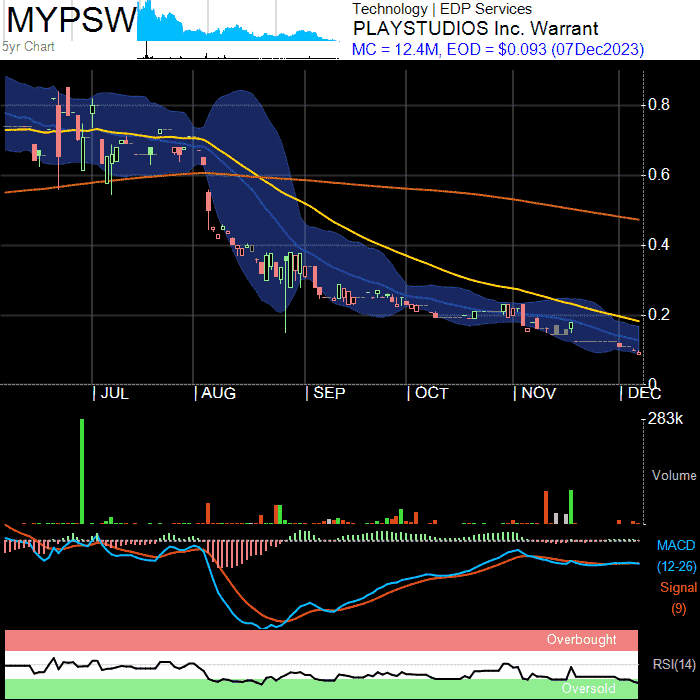 MYPSW
5yr Chart
Technology | EDP Services
PLAYSTUDIOS Inc. Warrant
MC = 12.4M, EOD = $0.093 (07Dec2023)
0.8
0.6
0.4
0.2
0
JUL
AUG
SEP
OCT
NOV
DEC
283k
Volume
MACD
(12-26)
Signal
(9)
Overbought
RSI(14)
Oversold